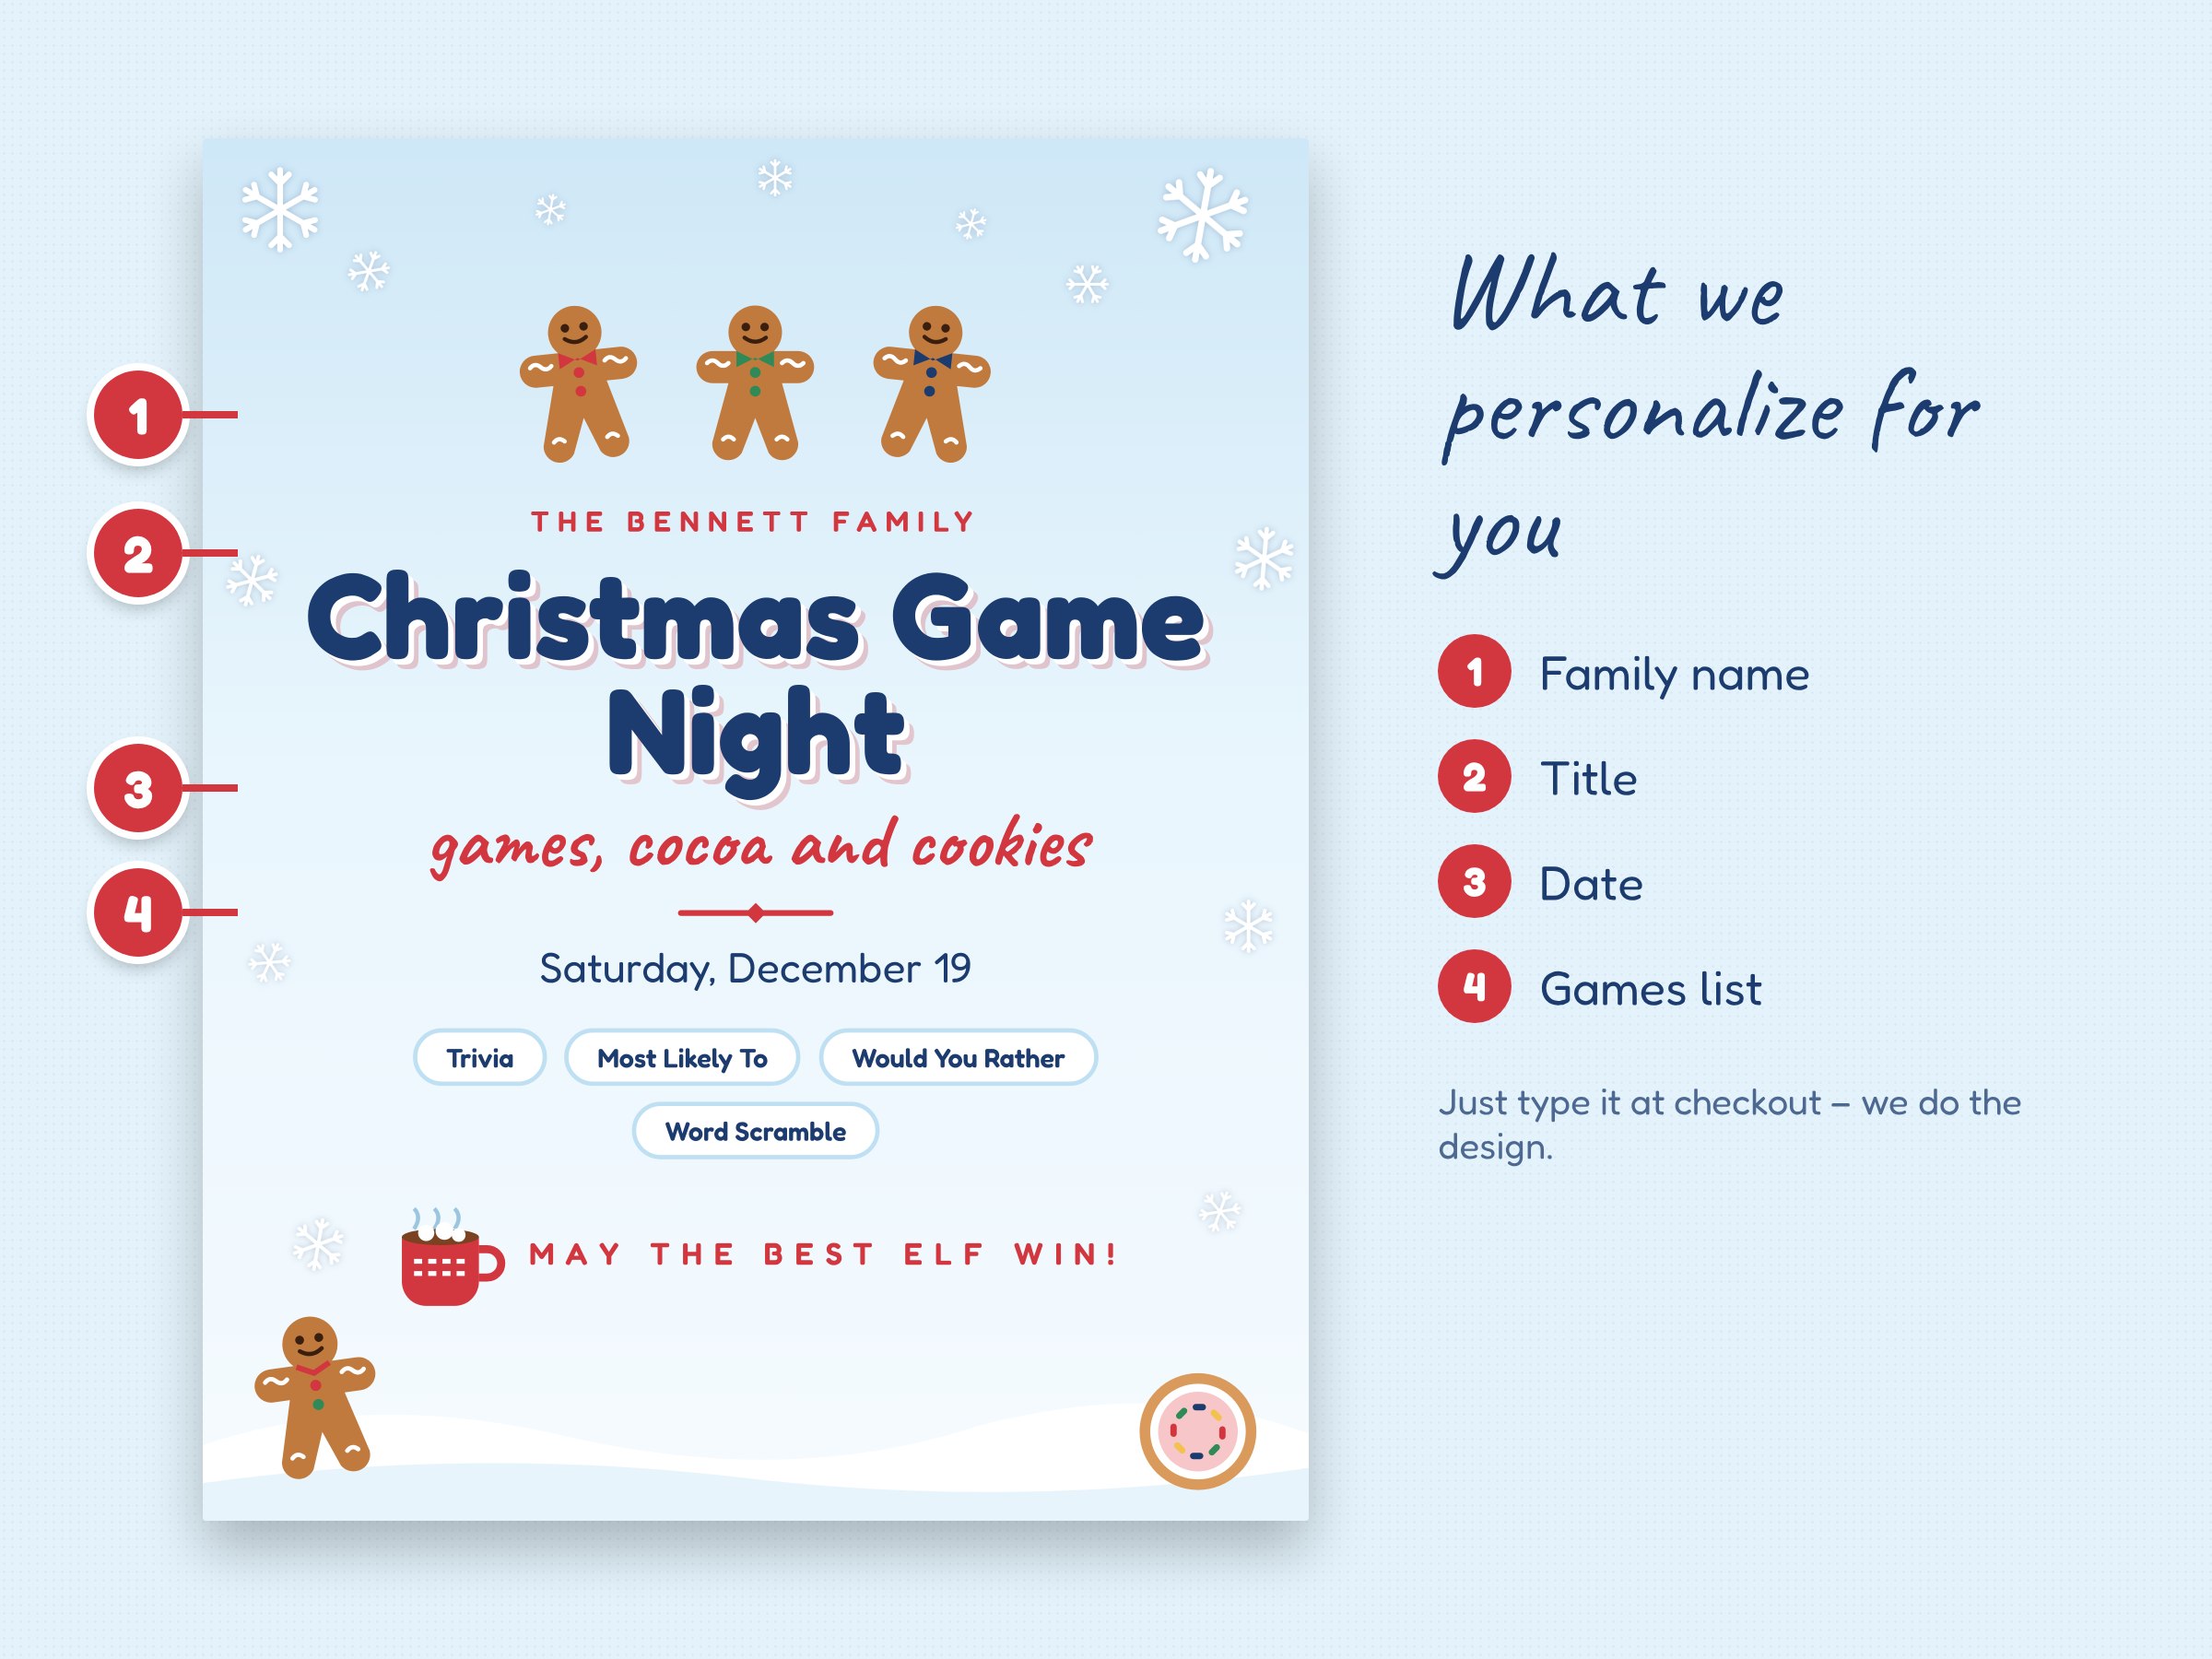 1
2
3
4
THE BENNETT FAMILY
Christmas Game
Night
games, cocoa and cookies
Saturday, December 19
Trivia
Most Likely To
Would You Rather
Word Scramble
MAY THE BEST ELF WIN!
What we
personalize for
you
1 Family name
2 Title
3 Date
4 Games list
Just type it at checkout – we do the
design.